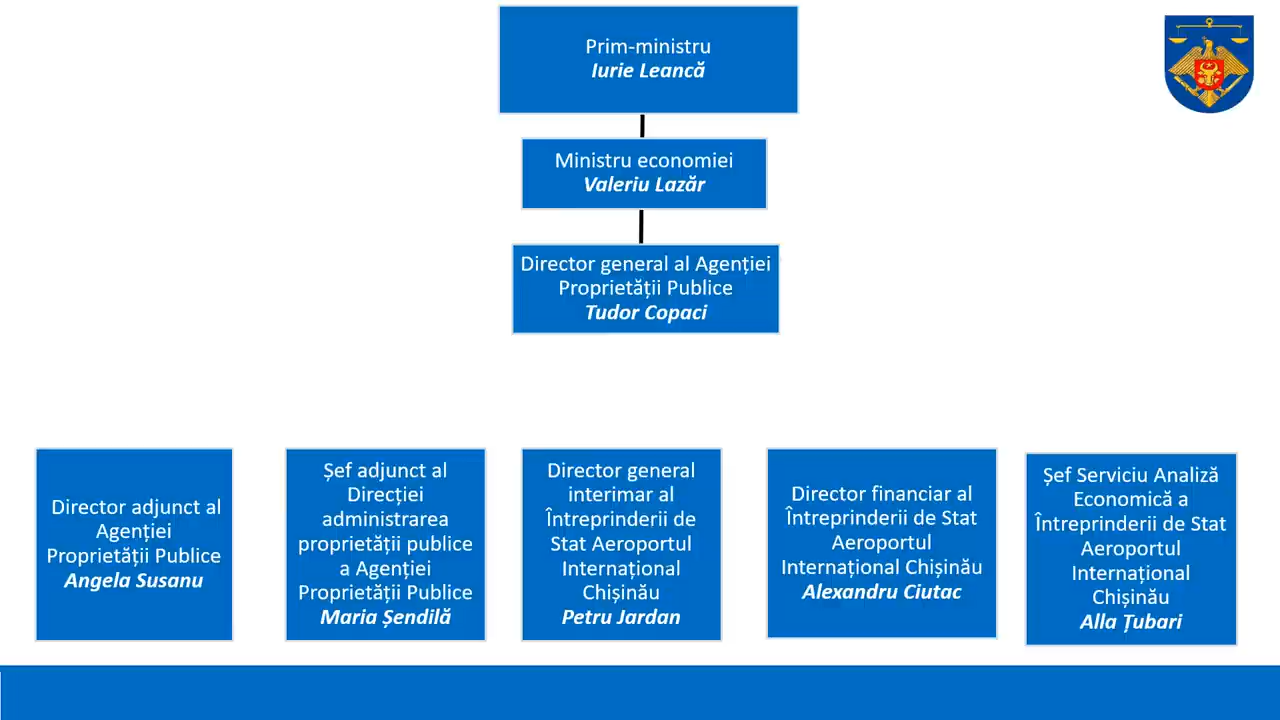 Prim-ministru
Iurie Leancă
Ministru economiei
Valeriu Lazăr
Director general al Agenției
Proprietății Publice
Tudor Copaci
Director adjunct al
Agenției
Proprietății Publice
Angela Susanu
Șef adjunct al
Direcției
administrarea
proprietății publice
a Agenției
Proprietății Publice
Maria Șendilă
Director general
interimar al
Întreprinderii de
Stat Aeroportul
Internațional
Chișinău
Petru Jardan
Director financiar al
Întreprinderii de Stat
Aeroportul
Internațional Chișinău
Alexandru Ciutac
Șef Serviciu Analiză
Economică a
Întreprinderii de Stat
Aeroportul
Internațional
Chișinău
Alla Țubari